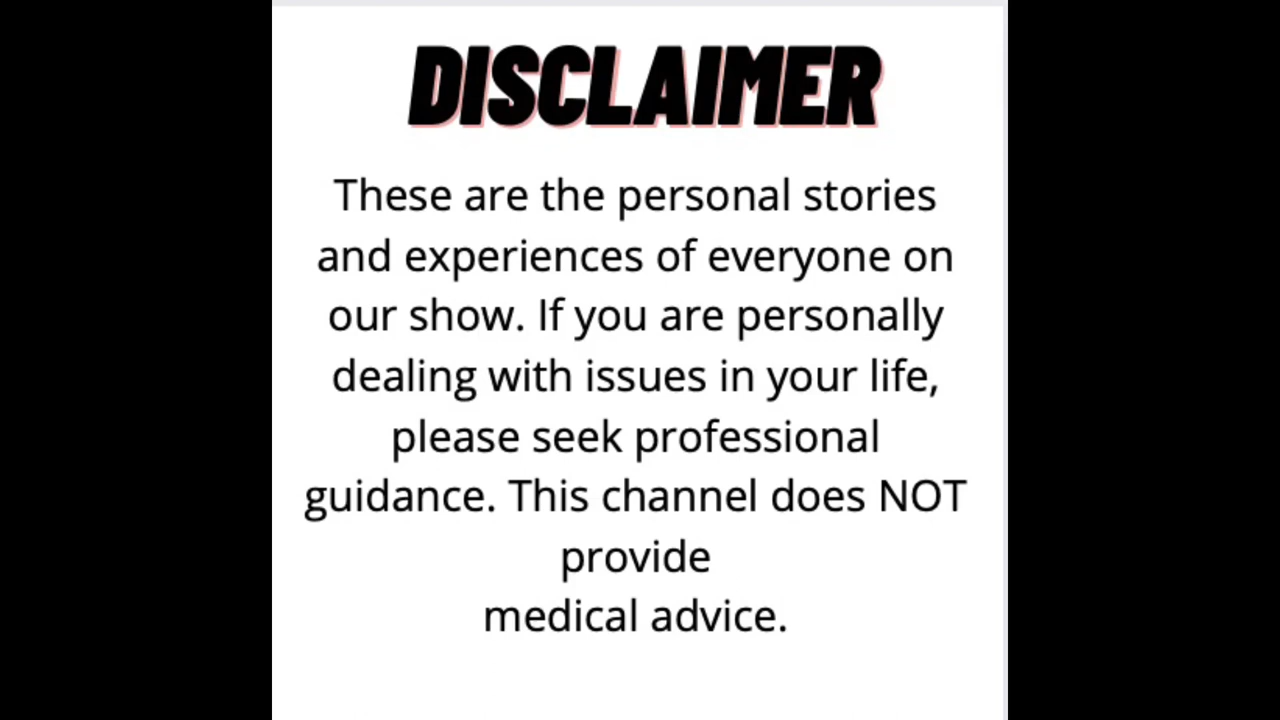 DISCLAIMER
These are the personal stories
and experiences of everyone on
our show. If you are personally
dealing with issues in your life,
please seek professional
guidance. This channel does NOT
provide
medical advice.